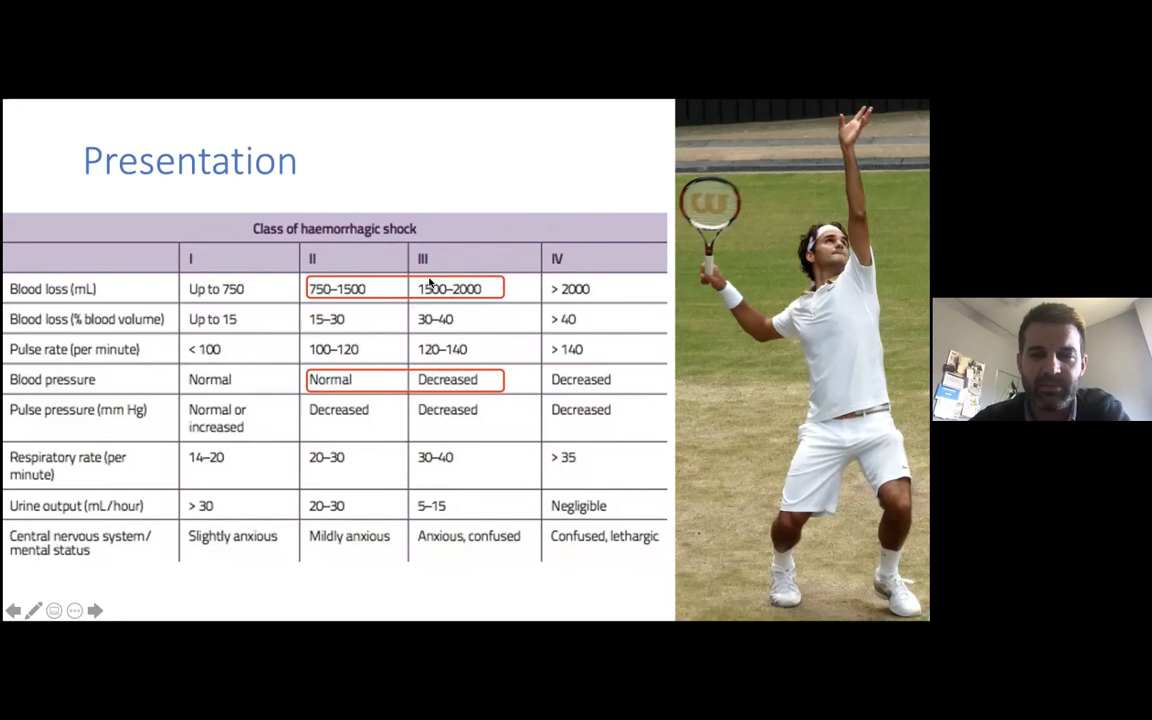 Presentation
Class of haemorrhagic shock
I II III IV
Blood loss (mL) Up to 750 750–1500 1500–2000 > 2000
Blood loss (% blood volume) Up to 15 15–30 30–40 > 40
Pulse rate (per minute) < 100 100–120 120–140 > 140
Blood pressure Normal Normal Decreased Decreased
Pulse pressure (mm Hg) Normal or increased Decreased Decreased Decreased
Respiratory rate (per minute) 14–20 20–30 30–40 > 35
Urine output (mL/hour) > 30 20–30 5–15 Negligible
Central nervous system/ mental status Slightly anxious Mildly anxious Anxious, confused Confused, lethargic